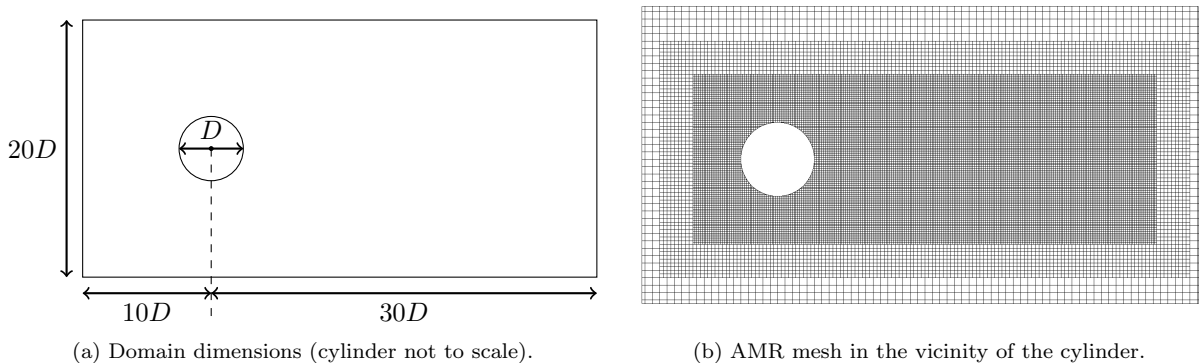 D
20D
10D
30D
(a) Domain dimensions (cylinder not to scale).
(b) AMR mesh in the vicinity of the cylinder.